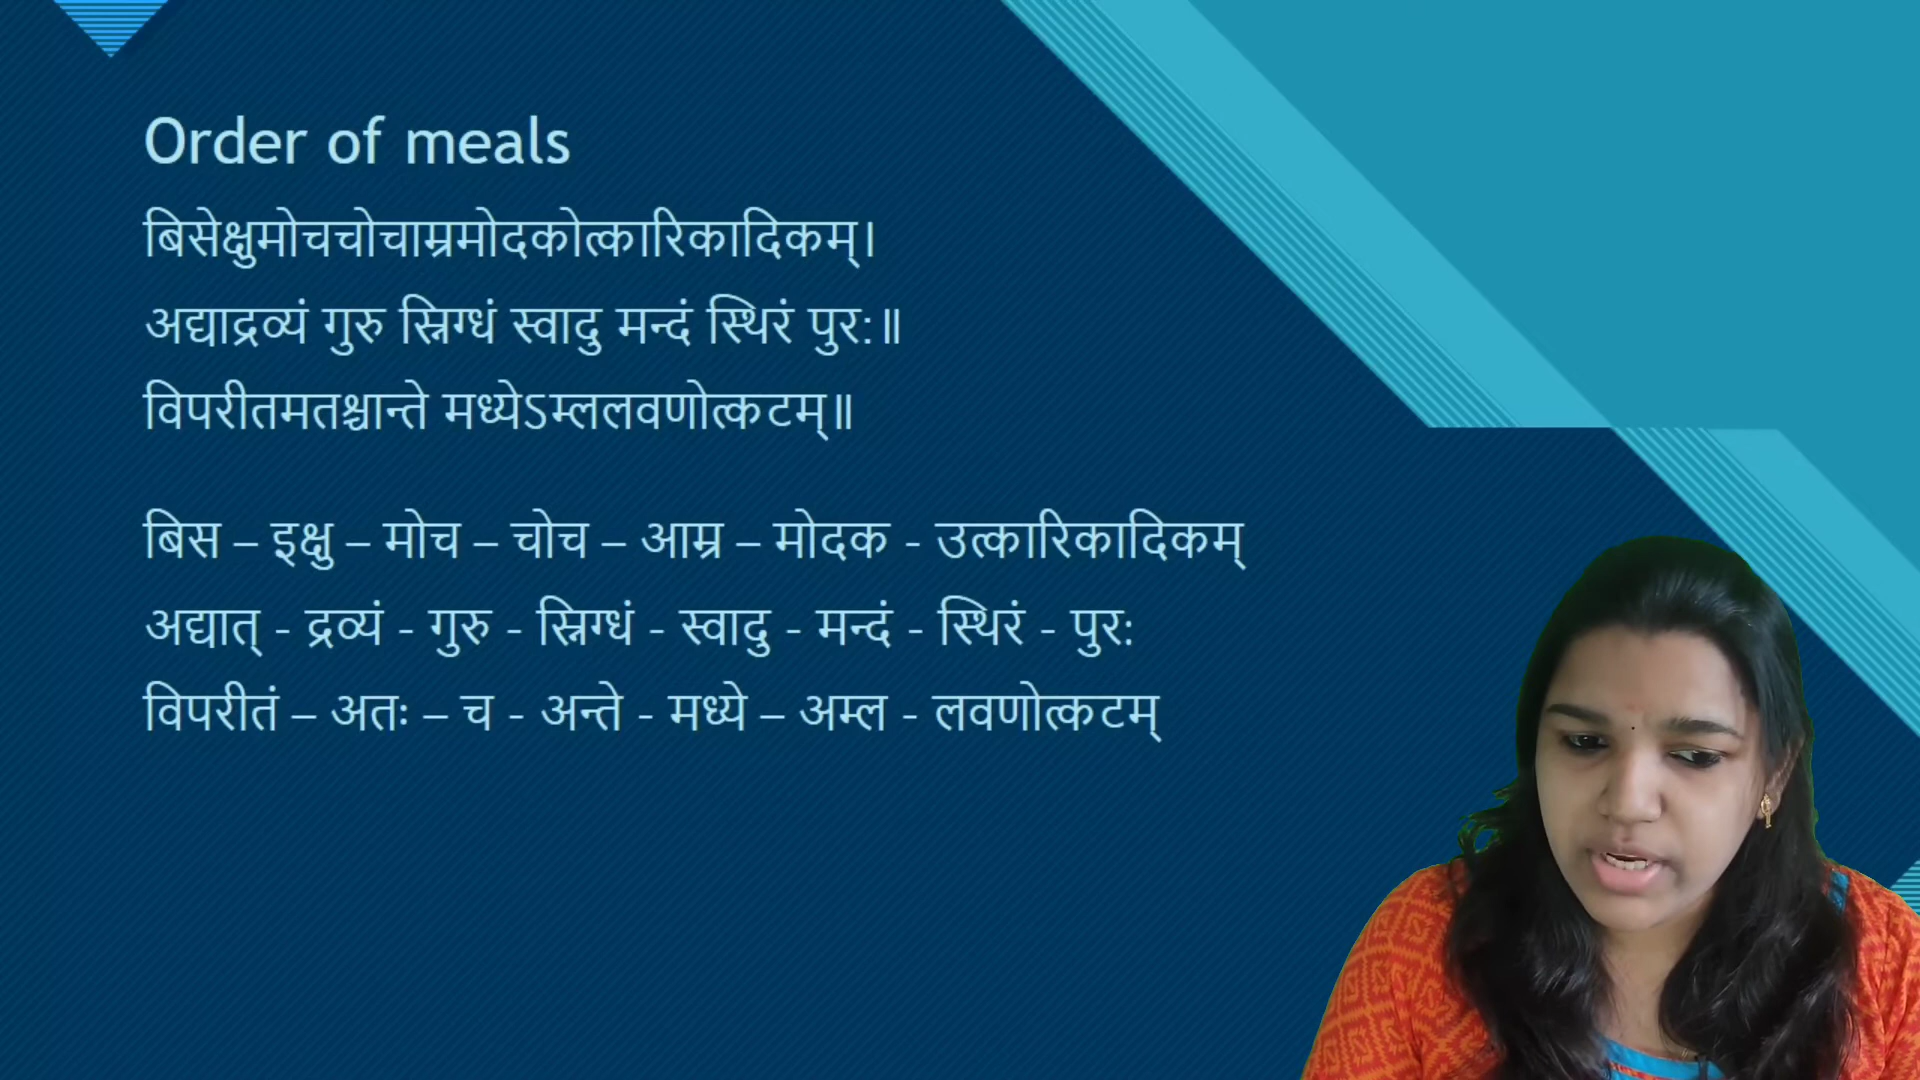 Order of meals
बिसेक्षुमोचचोचाम्रमोदकोत्कारिकादिकम्।
अद्याद्रव्यं गुरु स्निग्धं स्वादु मन्दं स्थिरं पुर:॥
विपरीतमतश्चान्ते मध्येऽम्ललवणोत्कटम्॥
बिस – इक्षु – मोच – चोच – आम्र – मोदक - उत्कारिकादिकम्
अद्यात् - द्रव्यं - गुरु - स्निग्धं - स्वादु - मन्दं - स्थिरं - पुर:
विपरीतं – अतः – च - अन्ते - मध्ये – अम्ल - लवणोत्कटम्